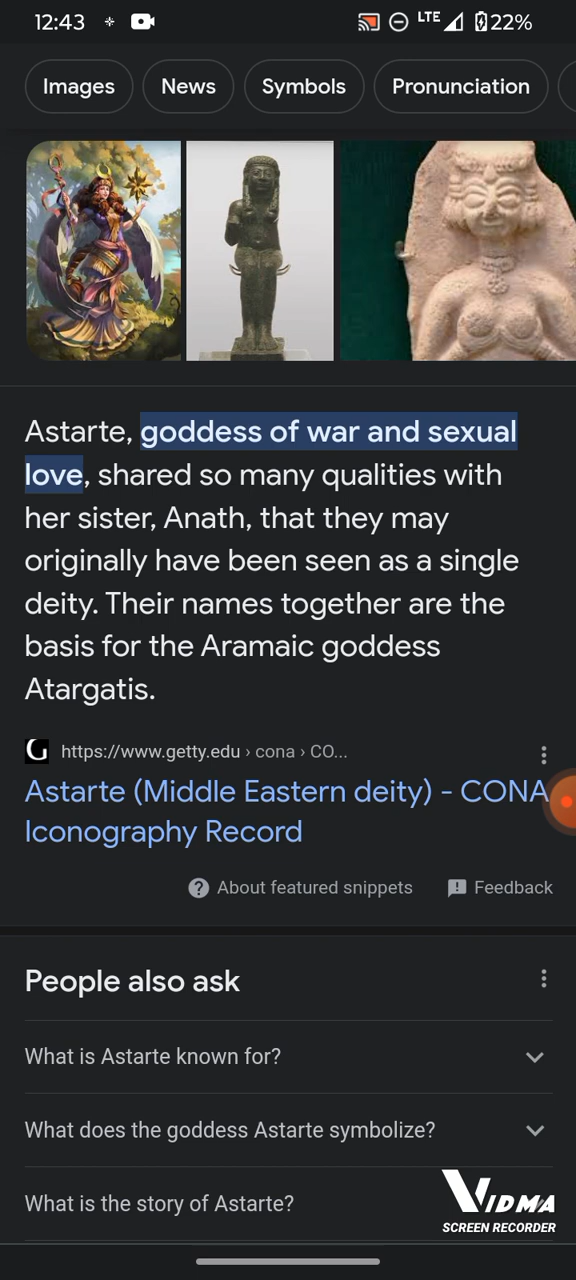 12:43
LTE
22%
Images
News
Symbols
Pronunciation
Astarte, goddess of war and sexual
love, shared so many qualities with
her sister, Anath, that they may
originally have been seen as a single
deity. Their names together are the
basis for the Aramaic goddess
Atargatis.
G
https://www.getty.edu › cona › CO...
Astarte (Middle Eastern deity) - CONA
Iconography Record
About featured snippets
Feedback
People also ask
What is Astarte known for?
What does the goddess Astarte symbolize?
What is the story of Astarte?
VIDMA
SCREEN RECORDER